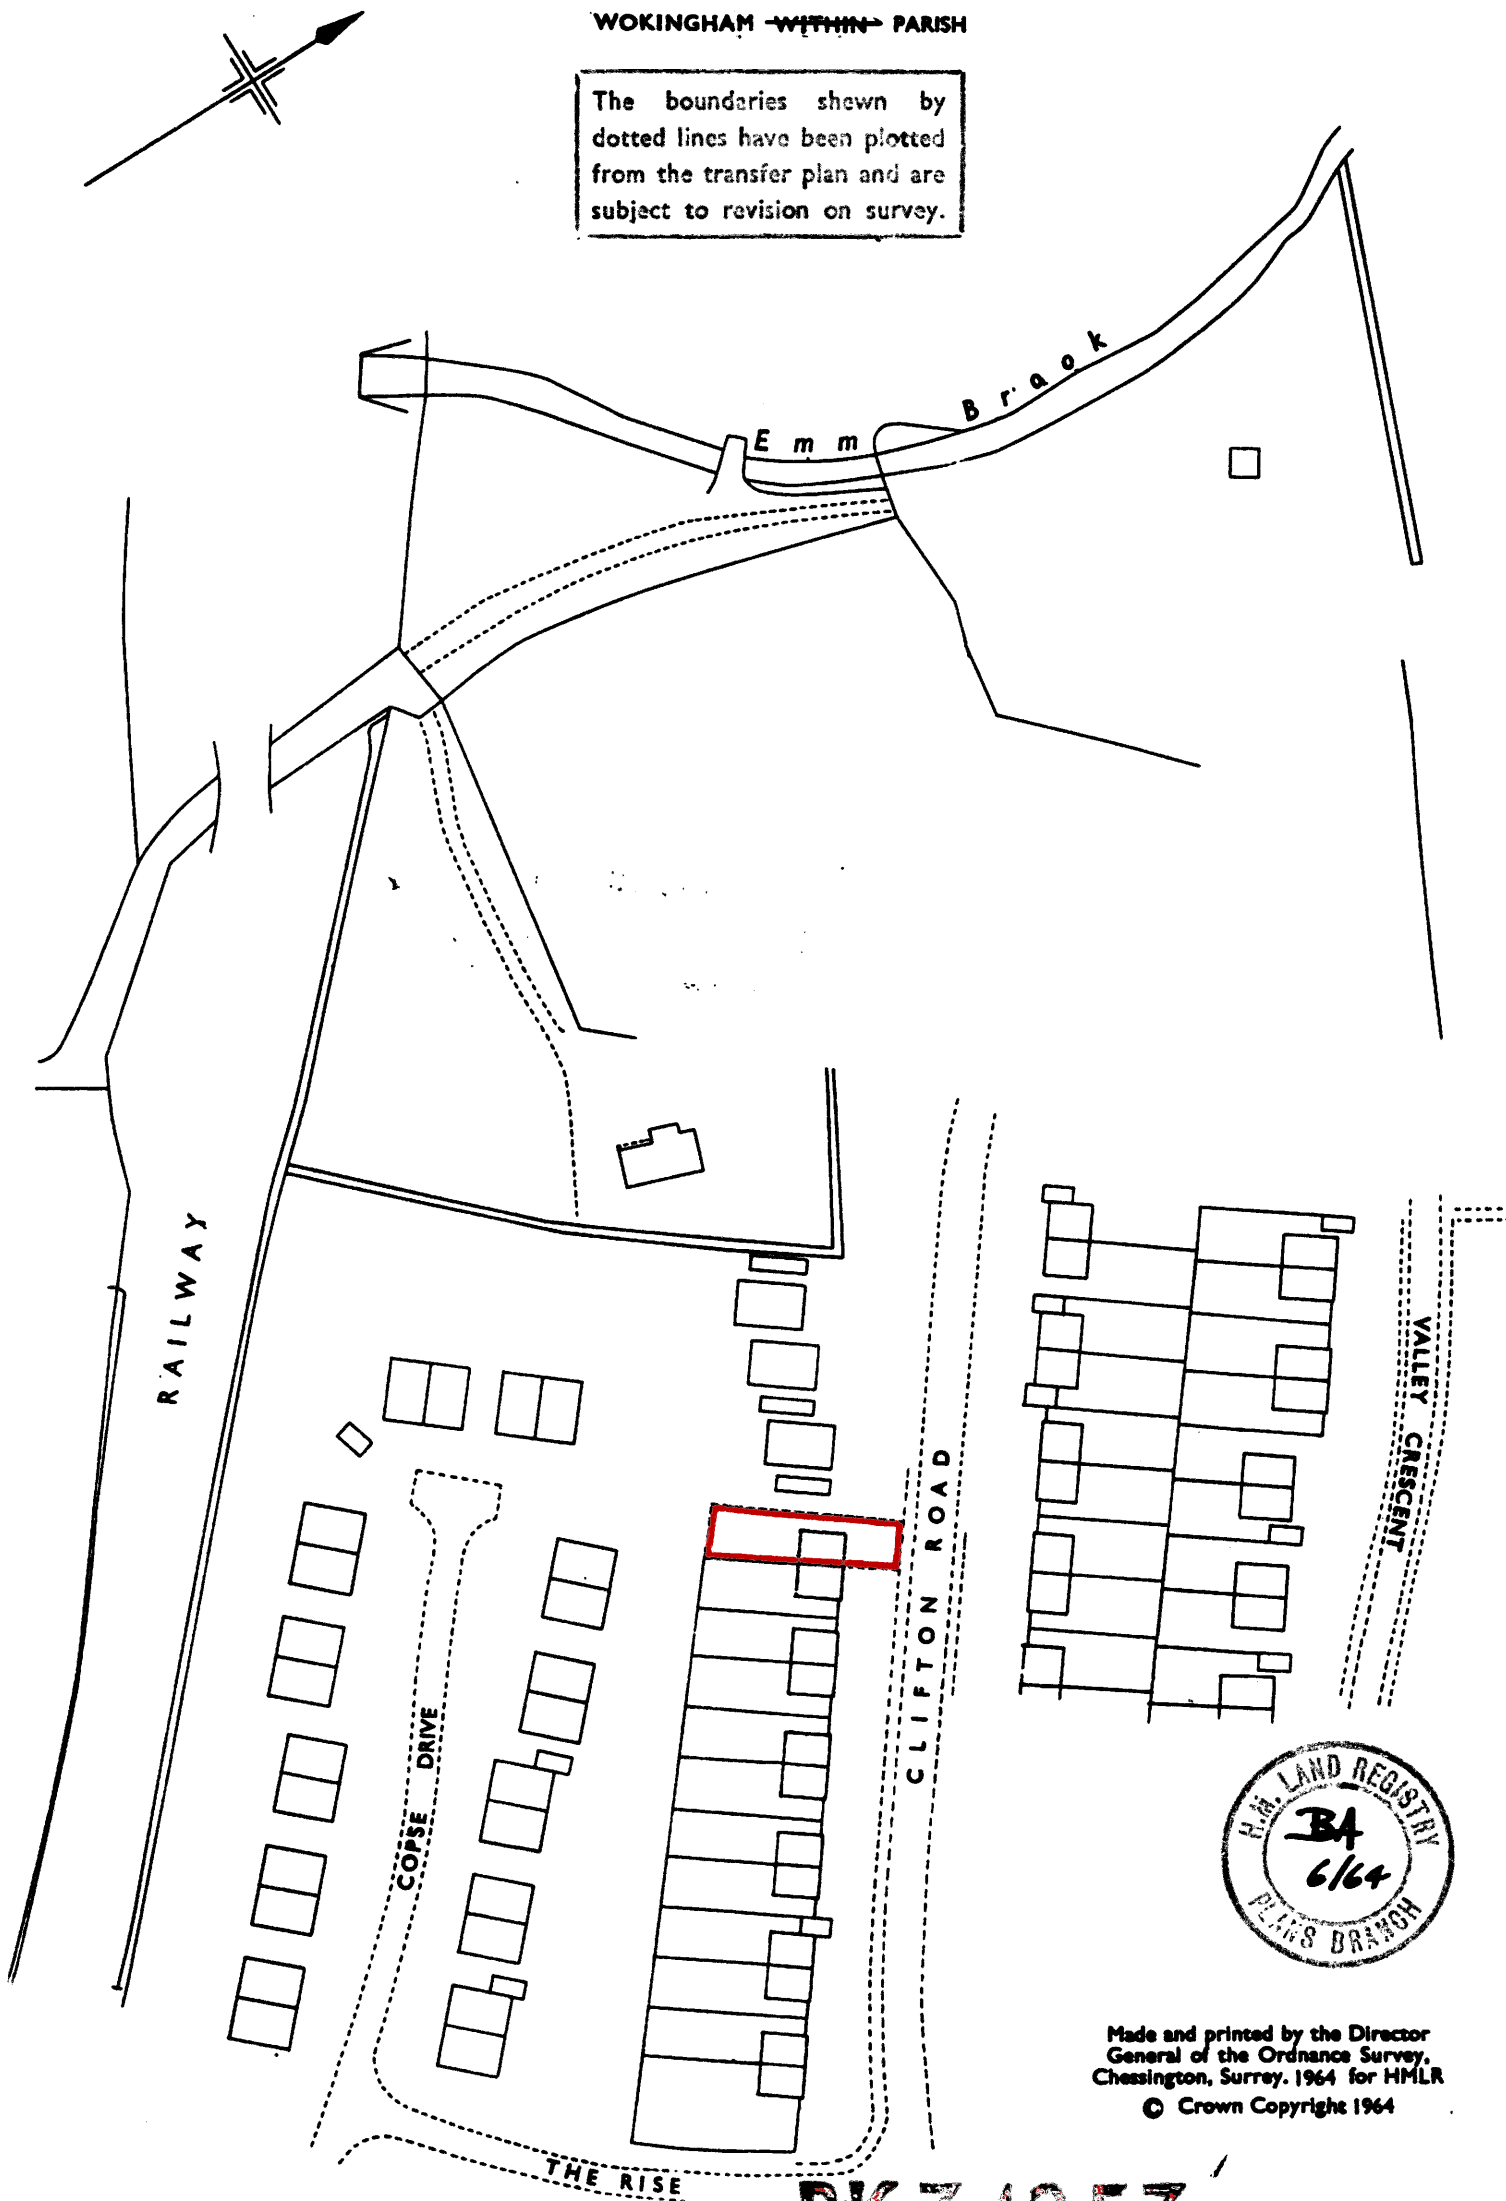 WOKINGHAM WITHIN PARISH
The boundaries shewn by
dotted lines have been plotted
from the transfer plan and are
subject to revision on survey.
Emm Brook
RAILWAY
CLIFTON ROAD
VALLEY CRESCENT
COPSE DRIVE
THE RISE
H.M. LAND REGISTRY
BA
6/64
PLANS BRANCH
Made and printed by the Director
General of the Ordnance Survey,
Chessington, Surrey. 1964 for HMLR
© Crown Copyright 1964